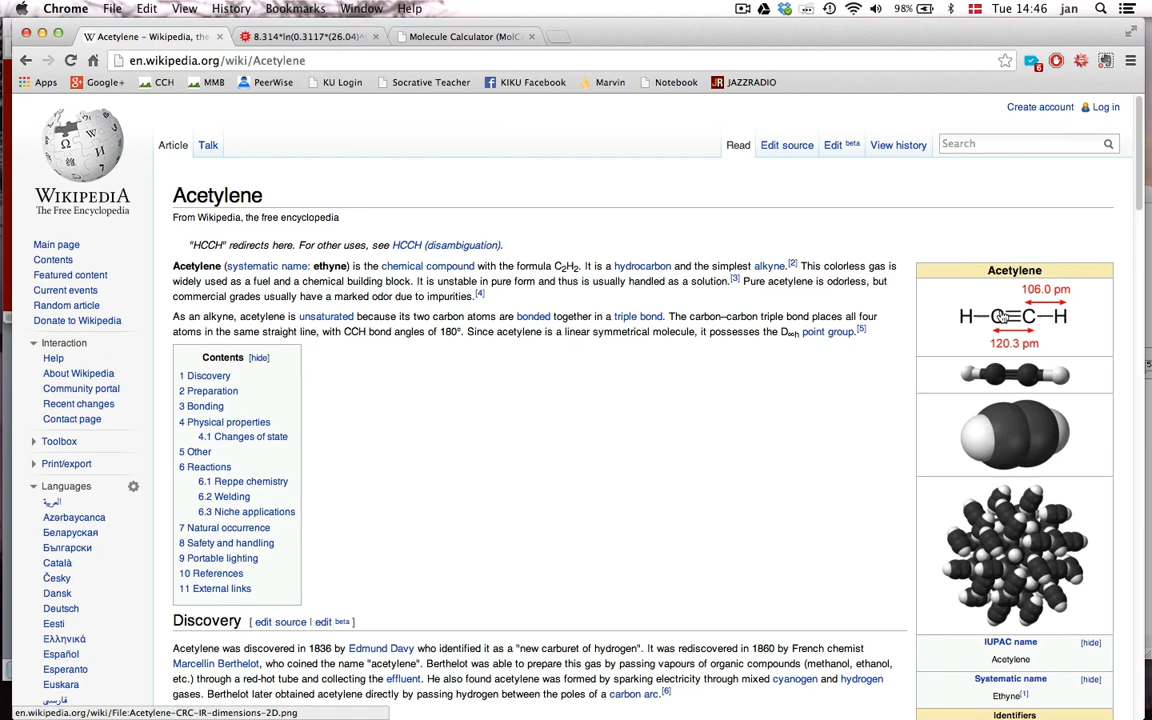 Chrome File Edit View History Bookmarks Window Help 98% Tue 14:46 jan
W Acetylene – Wikipedia, the 8.314*ln(0.3117*(26.04)^ Molecule Calculator (MolC
en.wikipedia.org/wiki/Acetylene
Apps Google+ CCH MMB PeerWise KU Login Socrative Teacher KIKU Facebook Marvin Notebook JR JAZZRADIO
Create account Log in
WIKIPEDIA
The Free Encyclopedia
Article Talk Read Edit source Edit beta View history Search
Acetylene
From Wikipedia, the free encyclopedia
"HCCH" redirects here. For other uses, see HCCH (disambiguation).
Acetylene (systematic name: ethyne) is the chemical compound with the formula C2H2. It is a hydrocarbon and the simplest alkyne.[2] This colorless gas is
widely used as a fuel and a chemical building block. It is unstable in pure form and thus is usually handled as a solution.[3] Pure acetylene is odorless, but
commercial grades usually have a marked odor due to impurities.[4]
As an alkyne, acetylene is unsaturated because its two carbon atoms are bonded together in a triple bond. The carbon–carbon triple bond places all four
atoms in the same straight line, with CCH bond angles of 180°. Since acetylene is a linear symmetrical molecule, it possesses the D∞h point group.[5]
Contents [hide]
1 Discovery
2 Preparation
3 Bonding
4 Physical properties
4.1 Changes of state
5 Other
6 Reactions
6.1 Reppe chemistry
6.2 Welding
6.3 Niche applications
7 Natural occurrence
8 Safety and handling
9 Portable lighting
10 References
11 External links
Discovery [ edit source | edit beta ]
Acetylene was discovered in 1836 by Edmund Davy who identified it as a "new carburet of hydrogen". It was rediscovered in 1860 by French chemist
Marcellin Berthelot, who coined the name "acetylene". Berthelot was able to prepare this gas by passing vapours of organic compounds (methanol, ethanol,
etc.) through a red-hot tube and collecting the effluent. He also found acetylene was formed by sparking electricity through mixed cyanogen and hydrogen
gases. Berthelot later obtained acetylene directly by passing hydrogen between the poles of a carbon arc.[6]
Acetylene
106.0 pm
H–C≡C–H
120.3 pm
IUPAC name [hide]
Acetylene
Systematic name [hide]
Ethyne[1]
Identifiers
Main page
Contents
Featured content
Current events
Random article
Donate to Wikipedia
Interaction
Help
About Wikipedia
Community portal
Recent changes
Contact page
Toolbox
Print/export
Languages
العربية
Azərbaycanca
Беларуская
Български
Català
Česky
Dansk
Deutsch
Eesti
Ελληνικά
Español
Esperanto
Euskara
فارسی
en.wikipedia.org/wiki/File:Acetylene-CRC-IR-dimensions-2D.png